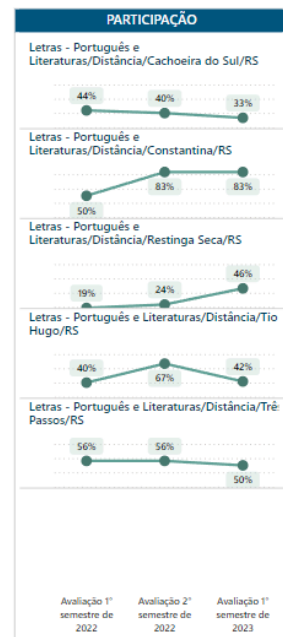 PARTICIPAÇÃO
Letras - Português e
Literaturas/Distância/Cachoeira do Sul/RS
44%
40%
33%
Letras - Português e
Literaturas/Distância/Constantina/RS
50%
83%
83%
Letras - Português e
Literaturas/Distância/Restinga Seca/RS
19%
24%
46%
Letras - Português e Literaturas/Distância/Tio
Hugo/RS
40%
67%
42%
Letras - Português e Literaturas/Distância/Três
Passos/RS
56%
56%
50%
Avaliação 1°
semestre de
2022
Avaliação 2°
semestre de
2022
Avaliação 1°
semestre de
2023